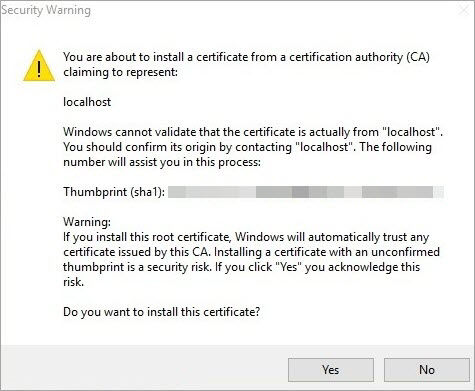 Security Warning
You are about to install a certificate from a certification authority (CA)
claiming to represent:
localhost
Windows cannot validate that the certificate is actually from "localhost".
You should confirm its origin by contacting "localhost". The following
number will assist you in this process:
Thumbprint (sha1):
Warning:
If you install this root certificate, Windows will automatically trust any
certificate issued by this CA. Installing a certificate with an unconfirmed
thumbprint is a security risk. If you click "Yes" you acknowledge this
risk.
Do you want to install this certificate?
Yes
No